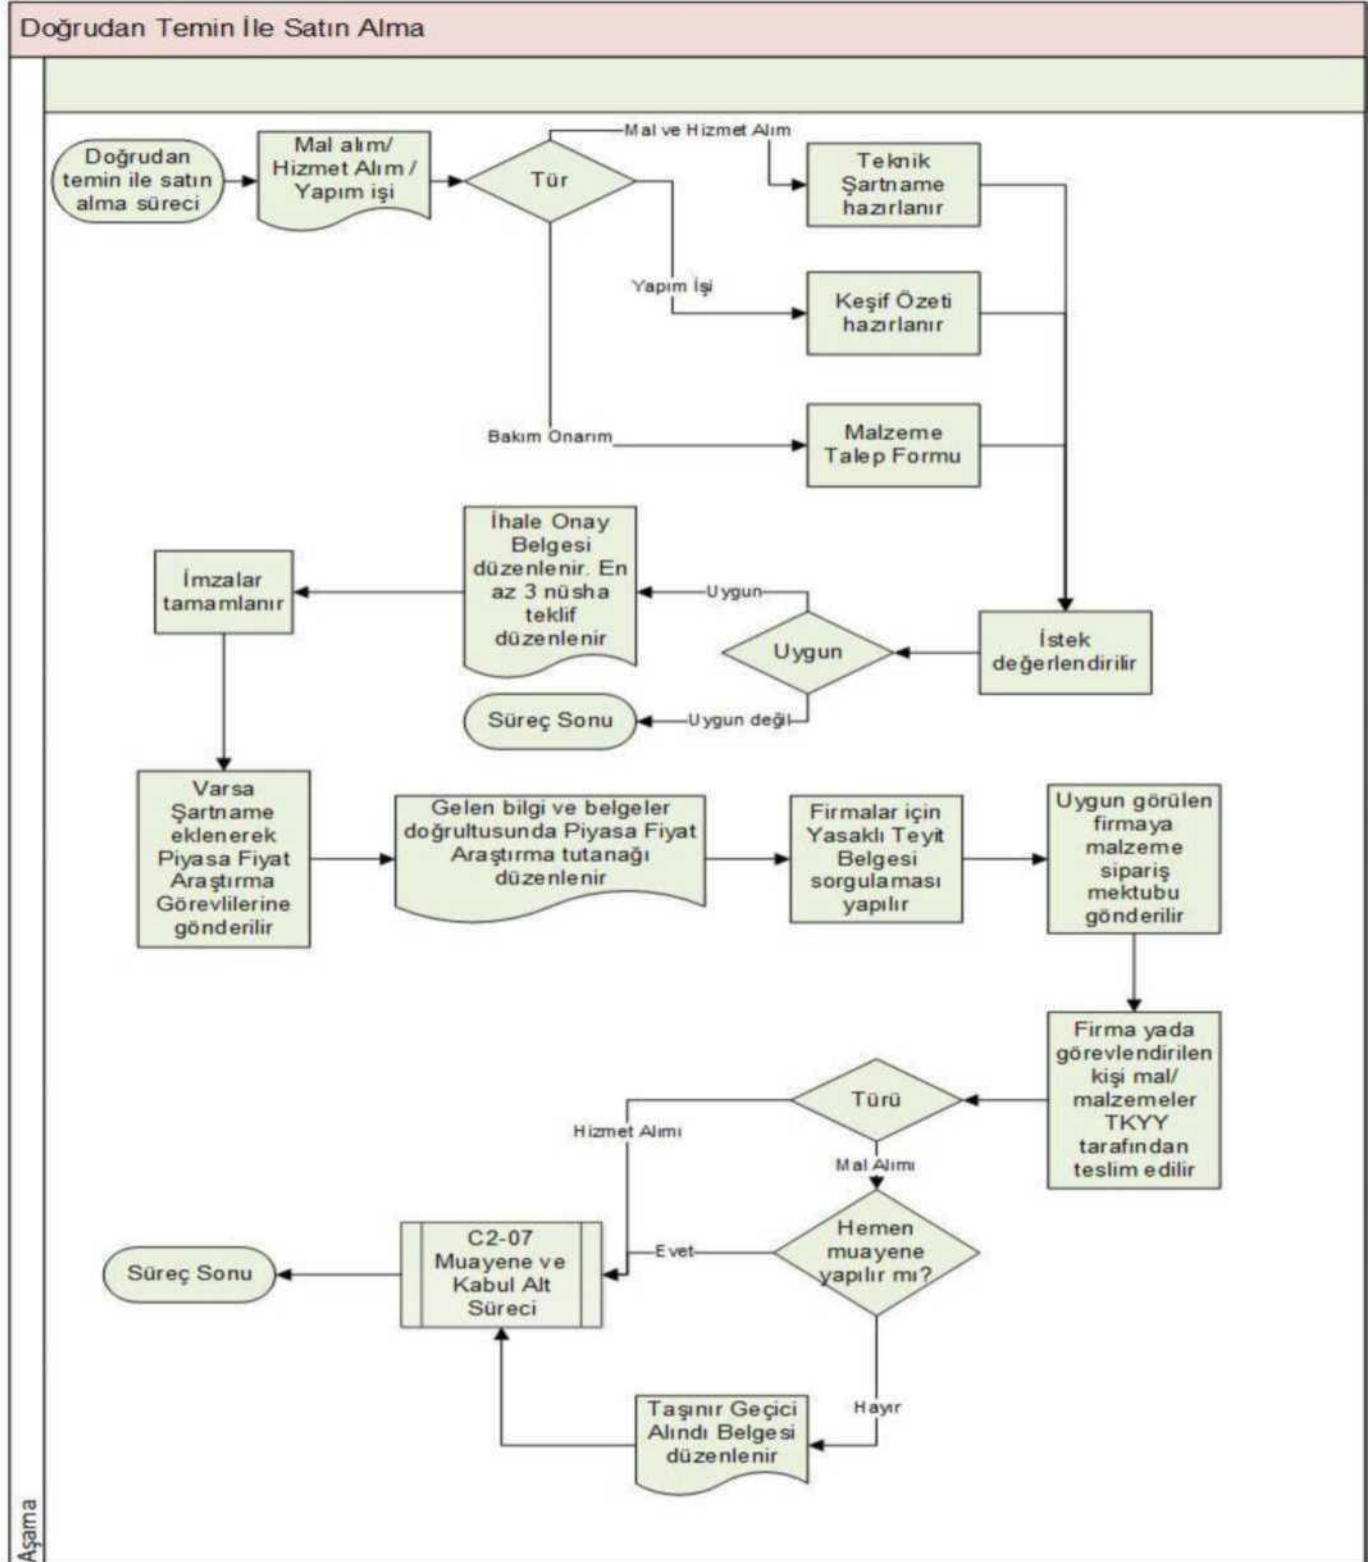 Doğrudan Temin İle Satın Alma
Doğrudan
temin ile satın
alma süreci
Mal alım/
Hizmet Alım /
Yapım işi
Tür
Mal ve Hizmet Alım
Teknik
Şartname
hazırlanır
Yapım İşi
Keşif Özeti
hazırlanır
Bakım Onarım
Malzeme
Talep Formu
İstek
değerlendirilir
Uygun
Uygun
İhale Onay
Belgesi
düzenlenir. En
az 3 nüsha
teklif
düzenlenir
Uygun değil
Süreç Sonu
İmzalar
tamamlanır
Varsa
Şartname
eklenerek
Piyasa Fiyat
Araştırma
Görevlilerine
gönderilir
Gelen bilgi ve belgeler
doğrultusunda Piyasa Fiyat
Araştırma tutanağı
düzenlenir
Firmalar için
Yasaklı Teyit
Belgesi
sorgulaması
yapılır
Uygun görülen
firmaya
malzeme
sipariş
mektubu
gönderilir
Firma yada
görevlendirilen
kişi mal/
malzemeler
TKYY
tarafından
teslim edilir
Türü
Hizmet Alımı
Mal Alımı
Hemen
muayene
yapılır mı?
Evet
C2-07
Muayene ve
Kabul Alt
Süreci
Süreç Sonu
Hayır
Taşınır Geçici
Alındı Belgesi
düzenlenir
Aşama